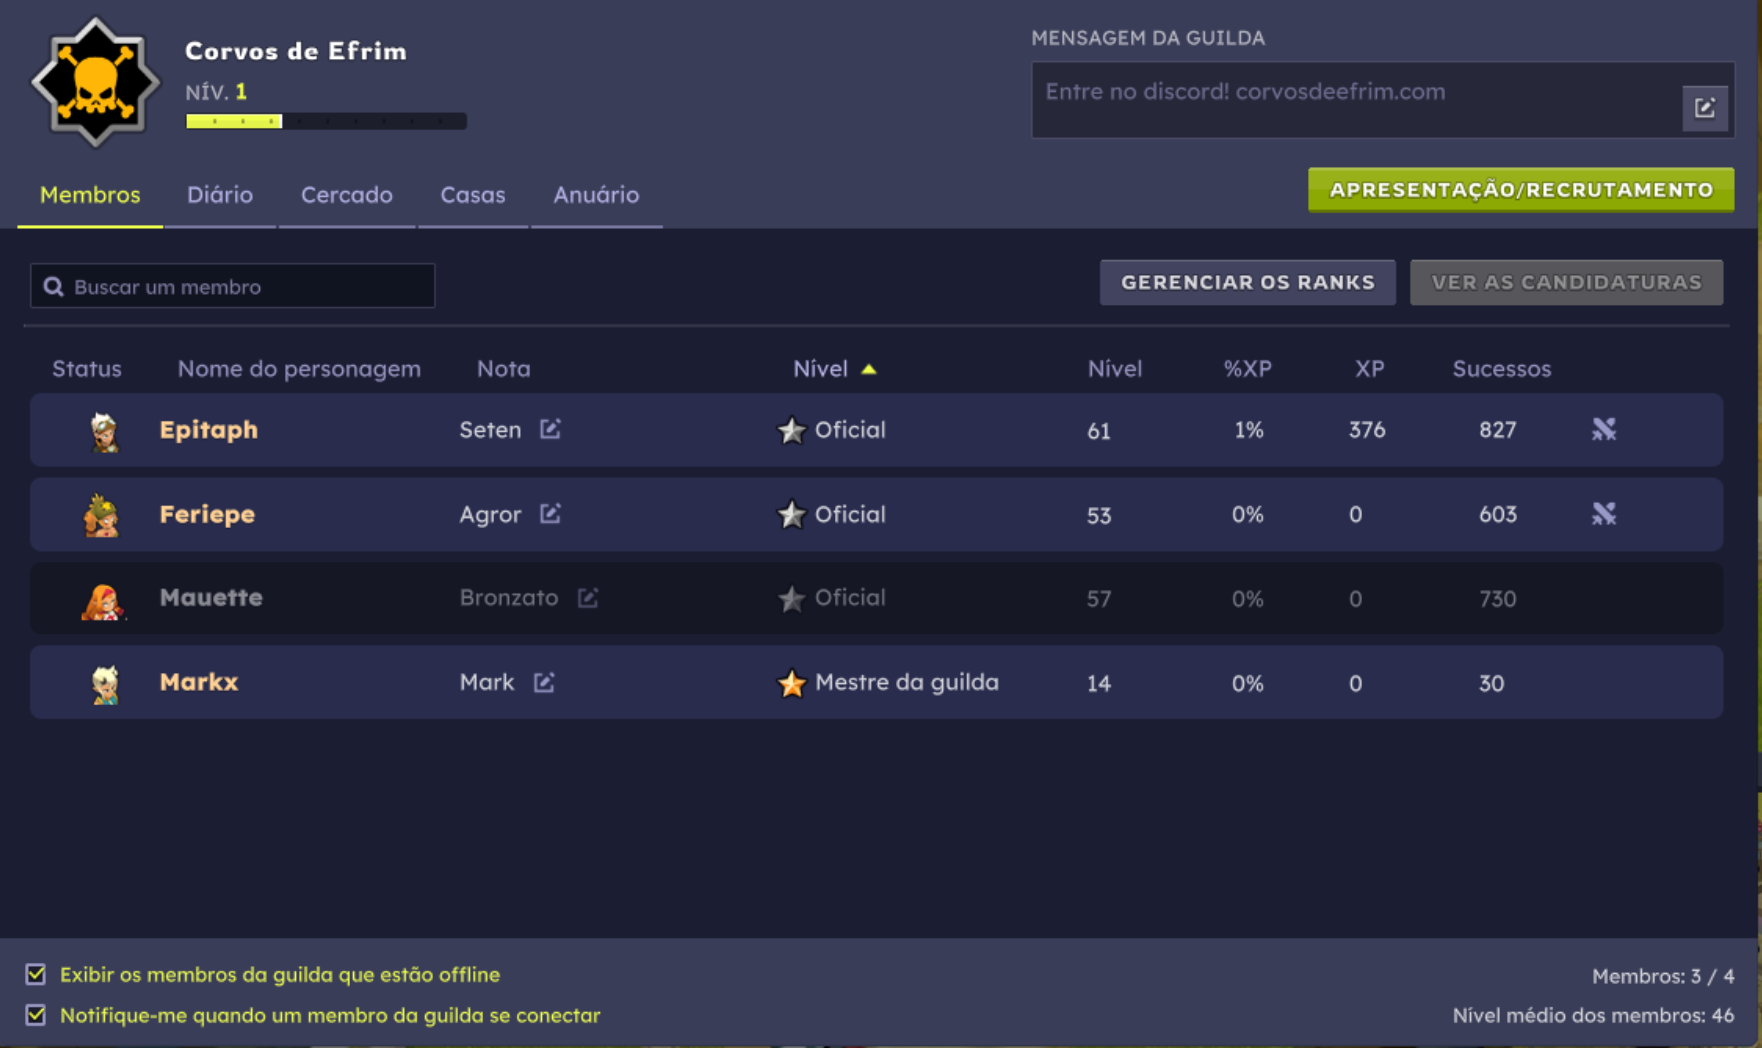 Corvos de Efrim
NÍV. 1
MENSAGEM DA GUILDA
Entre no discord! corvosdeefrim.com
Membros Diário Cercado Casas Anuário
APRESENTAÇÃO/RECRUTAMENTO
Buscar um membro
GERENCIAR OS RANKS
VER AS CANDIDATURAS
Status Nome do personagem Nota Nível Nível %XP XP Sucessos
Epitaph Seten Oficial 61 1% 376 827
Feriepe Agror Oficial 53 0% 0 603
Mauette Bronzato Oficial 57 0% 0 730
Markx Mark Mestre da guilda 14 0% 0 30
Exibir os membros da guilda que estão offline
Membros: 3 / 4
Notifique-me quando um membro da guilda se conectar
Nível médio dos membros: 46